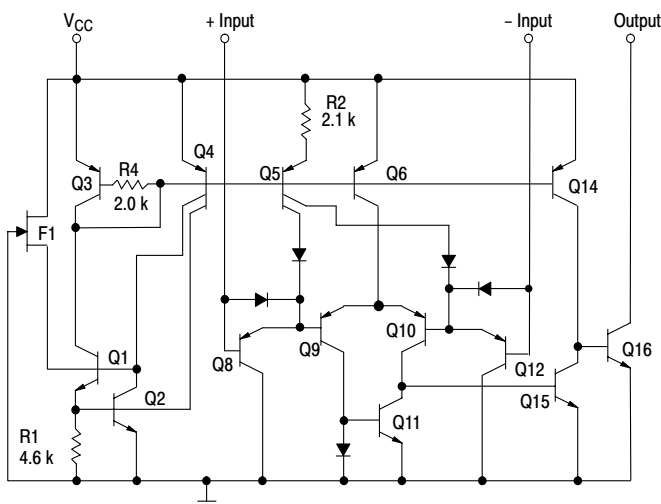 VCC
+ Input
– Input
Output
R2
2.1 k
Q4
Q3
R4
2.0 k
Q5
Q6
Q14
F1
Q1
Q2
Q8
Q9
Q10
Q12
Q16
Q11
Q15
R1
4.6 k